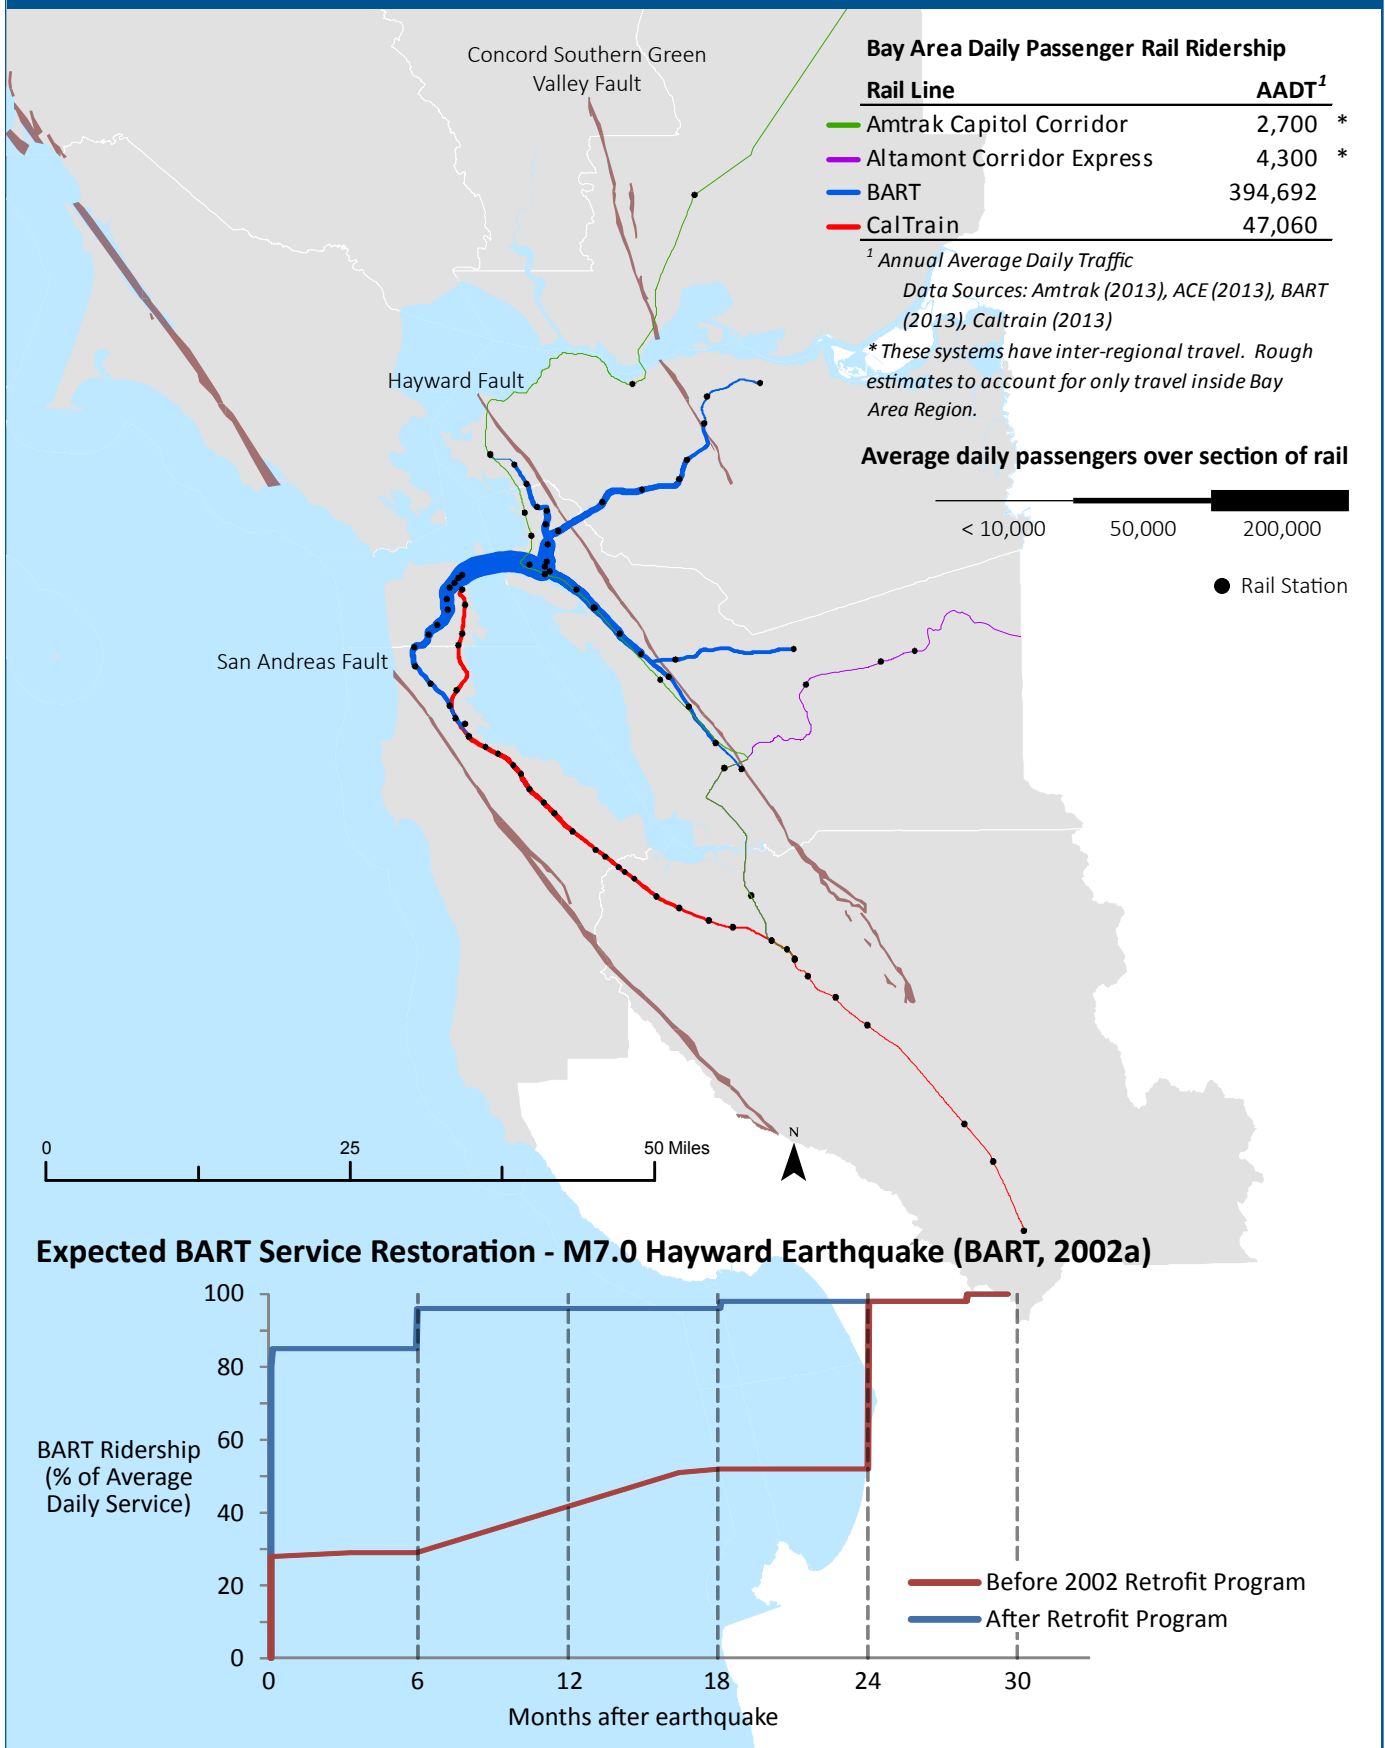 Concord Southern Green
Valley Fault
Hayward Fault
San Andreas Fault
Bay Area Daily Passenger Rail Ridership
Rail Line AADT1
Amtrak Capitol Corridor 2,700 *
Altamont Corridor Express 4,300 *
BART 394,692
CalTrain 47,060
1 Annual Average Daily Traffic
Data Sources: Amtrak (2013), ACE (2013), BART
(2013), Caltrain (2013)
* These systems have inter-regional travel. Rough
estimates to account for only travel inside Bay
Area Region.
Average daily passengers over section of rail
< 10,000 50,000 200,000
Rail Station
N
0 25 50 Miles
Expected BART Service Restoration - M7.0 Hayward Earthquake (BART, 2002a)
BART Ridership
(% of Average
Daily Service)
100
80
60
40
20
0
0 6 12 18 24 30
Months after earthquake
Before 2002 Retrofit Program
After Retrofit Program